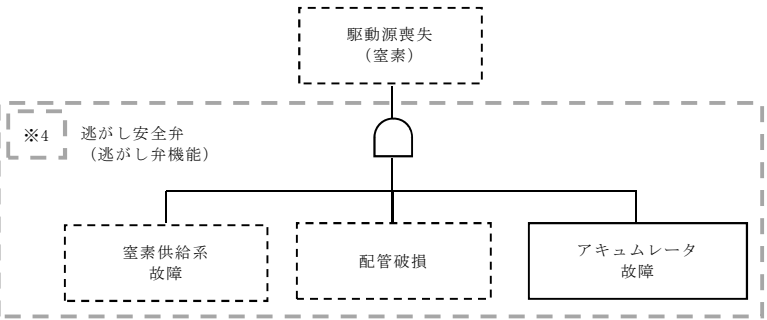 駆動源喪失
（窒素）
※4
逃がし安全弁
（逃がし弁機能）
窒素供給系
故障
配管破損
アキュムレータ
故障